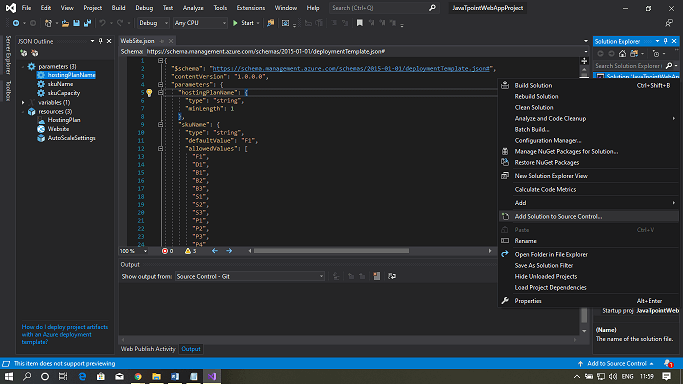 File Edit View Git Project Build Debug Test Analyze Tools Extensions Window Help Search (Ctrl+Q) JavaTpointWebAppProject
Debug Any CPU Start
Server Explorer
Toolbox
JSON Outline
parameters (3)
hostingPlanName
skuName
skuCapacity
variables (1)
resources (3)
HostingPlan
Website
AutoScaleSettings
How do I deploy project artifacts
with an Azure deployment
template?
WebSite.json
Schema: https://schema.management.azure.com/schemas/2015-01-01/deploymentTemplate.json#
1 {
2 "$schema": "https://schema.management.azure.com/schemas/2015-01-01/deploymentTemplate.json#",
3 "contentVersion": "1.0.0.0",
4 "parameters": {
5 "hostingPlanName": {
6 "type": "string",
7 "minLength": 1
8 },
9 "skuName": {
10 "type": "string",
11 "defaultValue": "F1",
12 "allowedValues": [
13 "F1",
14 "D1",
15 "B1",
16 "B2",
17 "B3",
18 "S1",
19 "S2",
20 "S3",
21 "P1",
22 "P2",
23 "P3",
24 "P4"
100 % 0 3
Output
Show output from: Source Control - Git
Web Publish Activity Output
Solution Explorer
Search Solution Explorer
Solution 'JavaTpointWebA
Build Solution Ctrl+Shift+B
Rebuild Solution
Clean Solution
Analyze and Code Cleanup
Batch Build...
Configuration Manager...
Manage NuGet Packages for Solution...
Restore NuGet Packages
New Solution Explorer View
Calculate Code Metrics
Add
Add Solution to Source Control...
Paste Ctrl+V
Rename
Open Folder in File Explorer
Save As Solution Filter
Hide Unloaded Projects
Load Project Dependencies
Properties Alt+Enter
Startup proj JavaTpointWeb
(Name)
The name of the solution file.
This item does not support previewing Add to Source Control
ENG 11:59